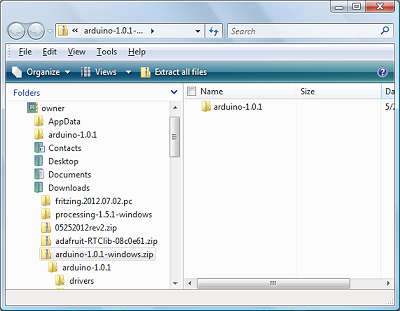 « arduino-1.0.1-...
Search
File Edit View Tools Help
Organize Views Extract all files
Folders
owner
AppData
arduino-1.0.1
Contacts
Desktop
Documents
Downloads
fritzing.2012.07.02.pc
processing-1.5.1-windows
05252012rev2.zip
adafruit-RTClib-08c0e61.zip
arduino-1.0.1-windows.zip
arduino-1.0.1
drivers
Name Size Da
arduino-1.0.1 5/2